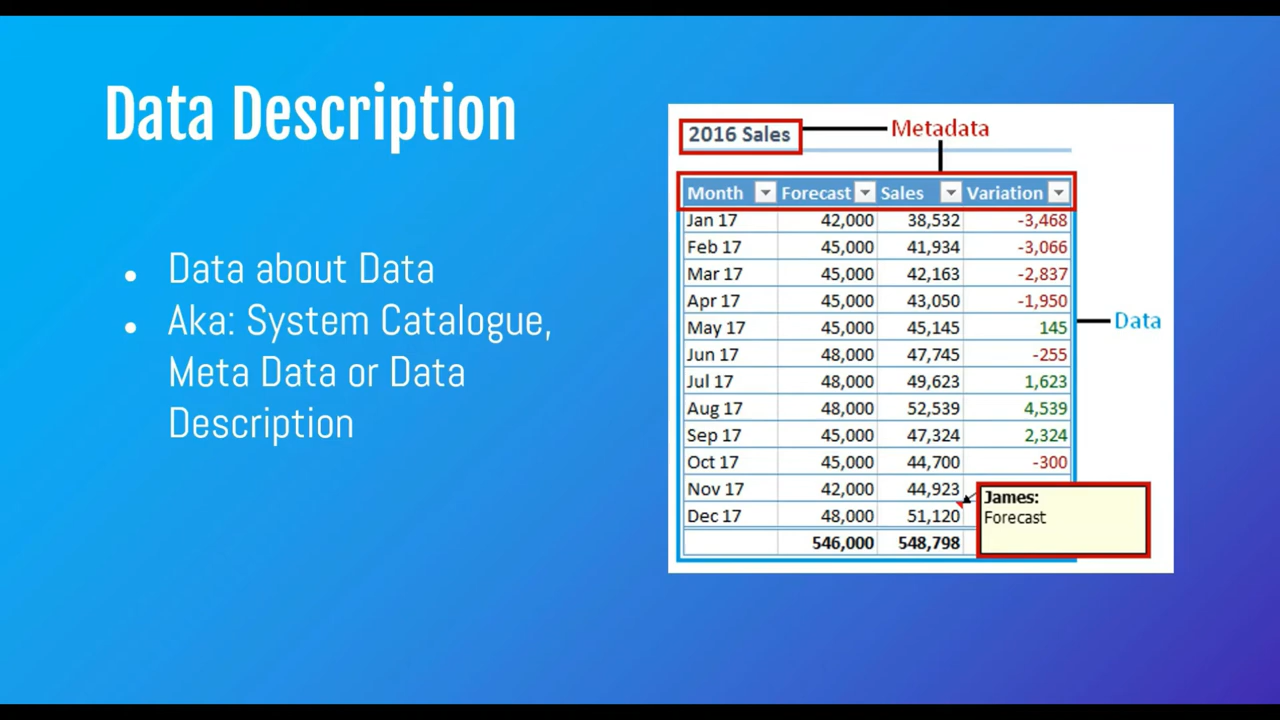 Data Description
Data about Data
Aka: System Catalogue,
Meta Data or Data
Description
2016 Sales
Metadata
Month Forecast Sales Variation
Jan 17 42,000 38,532 -3,468
Feb 17 45,000 41,934 -3,066
Mar 17 45,000 42,163 -2,837
Apr 17 45,000 43,050 -1,950
May 17 45,000 45,145 145
Data
Jun 17 48,000 47,745 -255
Jul 17 48,000 49,623 1,623
Aug 17 48,000 52,539 4,539
Sep 17 45,000 47,324 2,324
Oct 17 45,000 44,700 -300
Nov 17 42,000 44,923
Dec 17 48,000 51,120
546,000 548,798
James:
Forecast